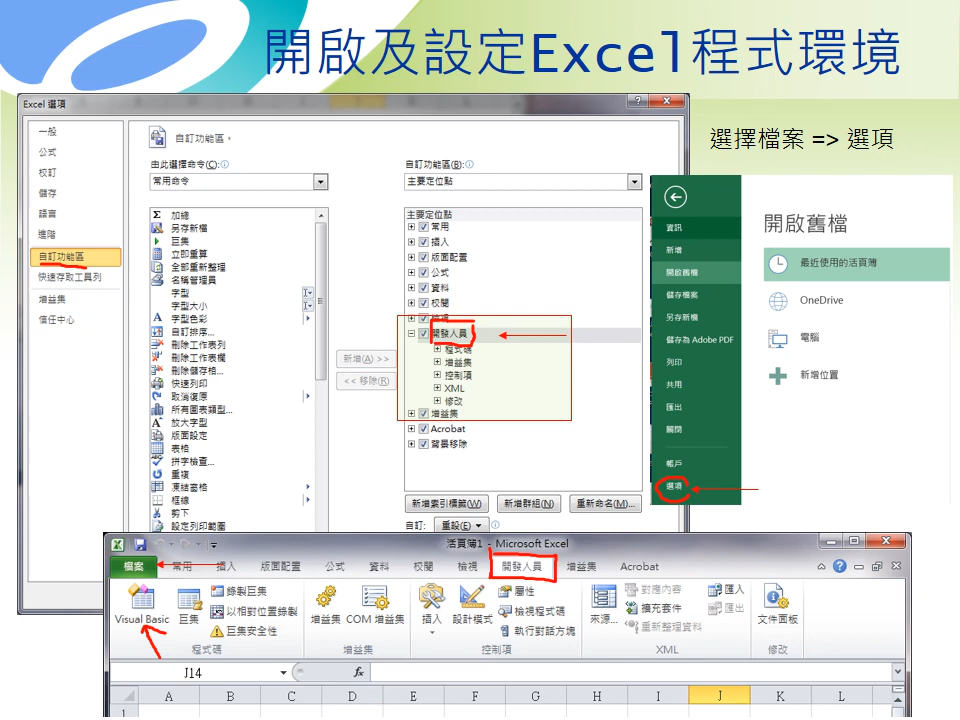 開啟及設定Excel程式環境
選擇檔案 => 選項
Excel 選項
一般
公式
校訂
儲存
語言
進階
自訂功能區
快速存取工具列
增益集
信任中心
自訂功能區。
由此選擇命令(C):
常用命令
加總
另存新檔
巨集
立即重算
全部重新整理
名稱管理員
字型
字型大小
字型色彩
自訂排序...
刪除工作表列
刪除工作表欄
刪除儲存格...
快速列印
取消復原
所有圖表類型...
放大字型
版面設定
表格
拼字檢查...
重複
凍結窗格
框線
剪下
設定列印範圍
新增(A) >>
<< 移除(R)
自訂功能區(B):
主要定位點
主要定位點
常用
插入
版面配置
公式
資料
校閱
檢視
開發人員
程式碼
增益集
控制項
XML
修改
增益集
Acrobat
背景移除
新增索引標籤(W)
新增群組(N)
重新命名(M)...
自訂:
重設(E)
資訊
新增
開啟舊檔
儲存檔案
另存新檔
儲存為 Adobe PDF
列印
共用
匯出
關閉
帳戶
選項
開啟舊檔
最近使用的活頁簿
OneDrive
電腦
新增位置
活頁簿1 - Microsoft Excel
檔案 常用 插入 版面配置 公式 資料 校閱 檢視 開發人員 增益集 Acrobat
Visual Basic
巨集
錄製巨集
以相對位置錄製
巨集安全性
程式碼
增益集
COM 增益集
增益集
插入
設計模式
屬性
檢視程式碼
執行對話方塊
控制項
來源...
對應內容
擴充套件
重新整理資料
匯入
匯出
XML
文件面板
修改
J14
fx
A B C D E F G H I J K L
1